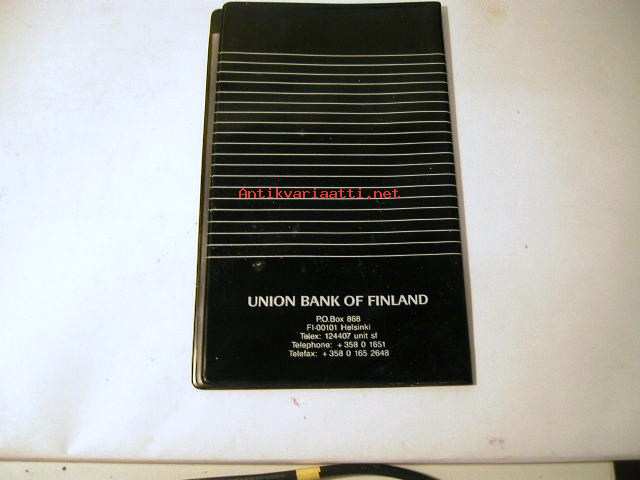 Antikvariaatti.net
UNION BANK OF FINLAND
P.O.Box 868
FI-00101 Helsinki
Telex: 124407 unit sf
Telephone: + 358 0 1651
Telefax: + 358 0 165 2648